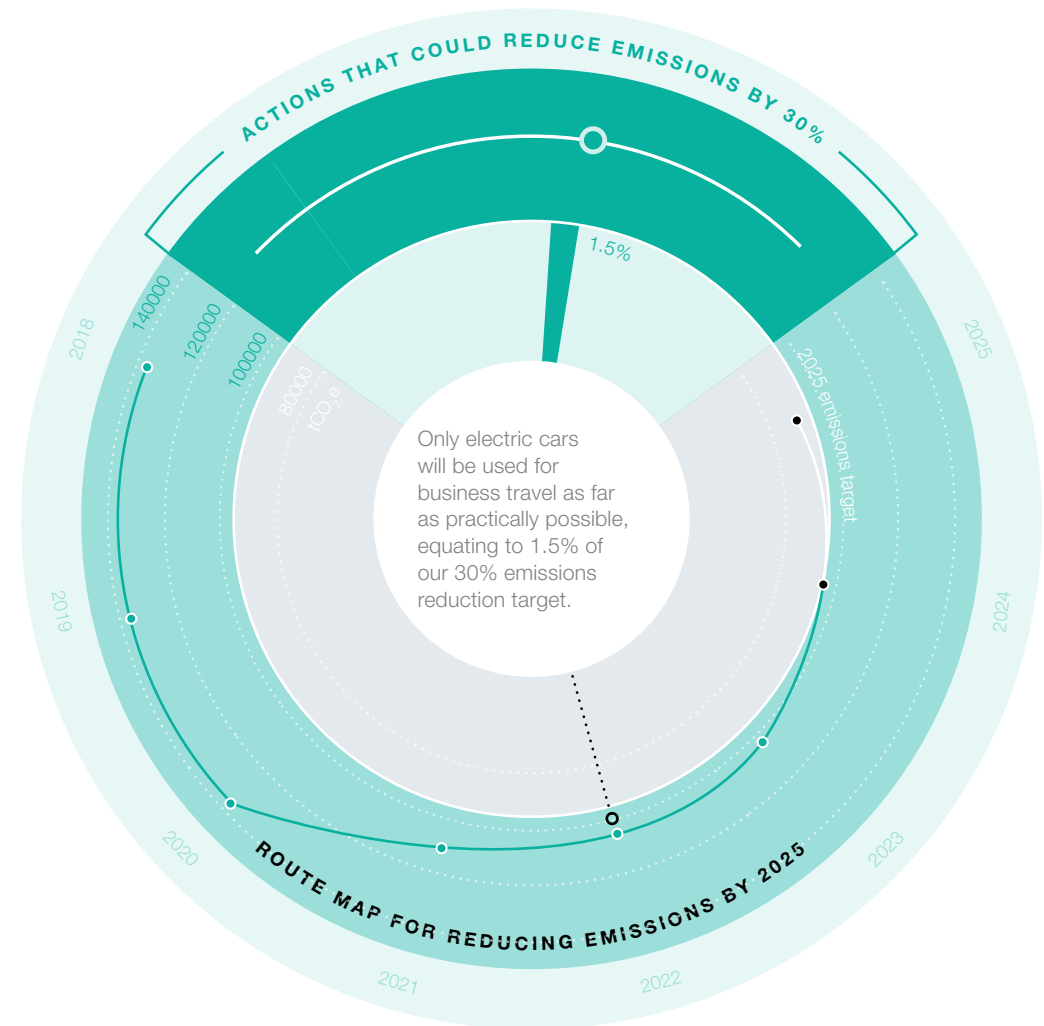 ACTIONS THAT COULD REDUCE EMISSIONS BY 30%
1.5%
140000
120000
100000
80000
tCO₂e
2025 emissions target
2018
2019
2020
2021
2022
2023
2024
2025
Only electric cars
will be used for
business travel as far
as practically possible,
equating to 1.5% of
our 30% emissions
reduction target.
ROUTE MAP FOR REDUCING EMISSIONS BY 2025